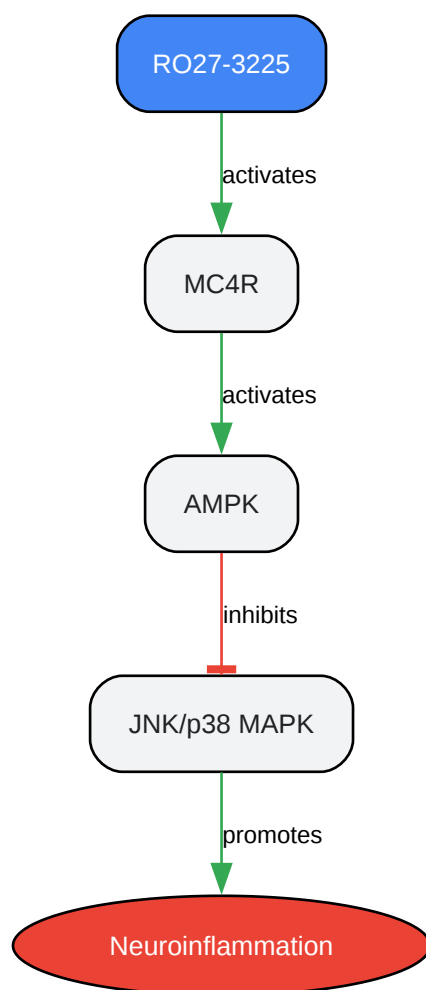 RO27-3225
activates
MC4R
activates
AMPK
inhibits
JNK/p38 MAPK
promotes
Neuroinflammation